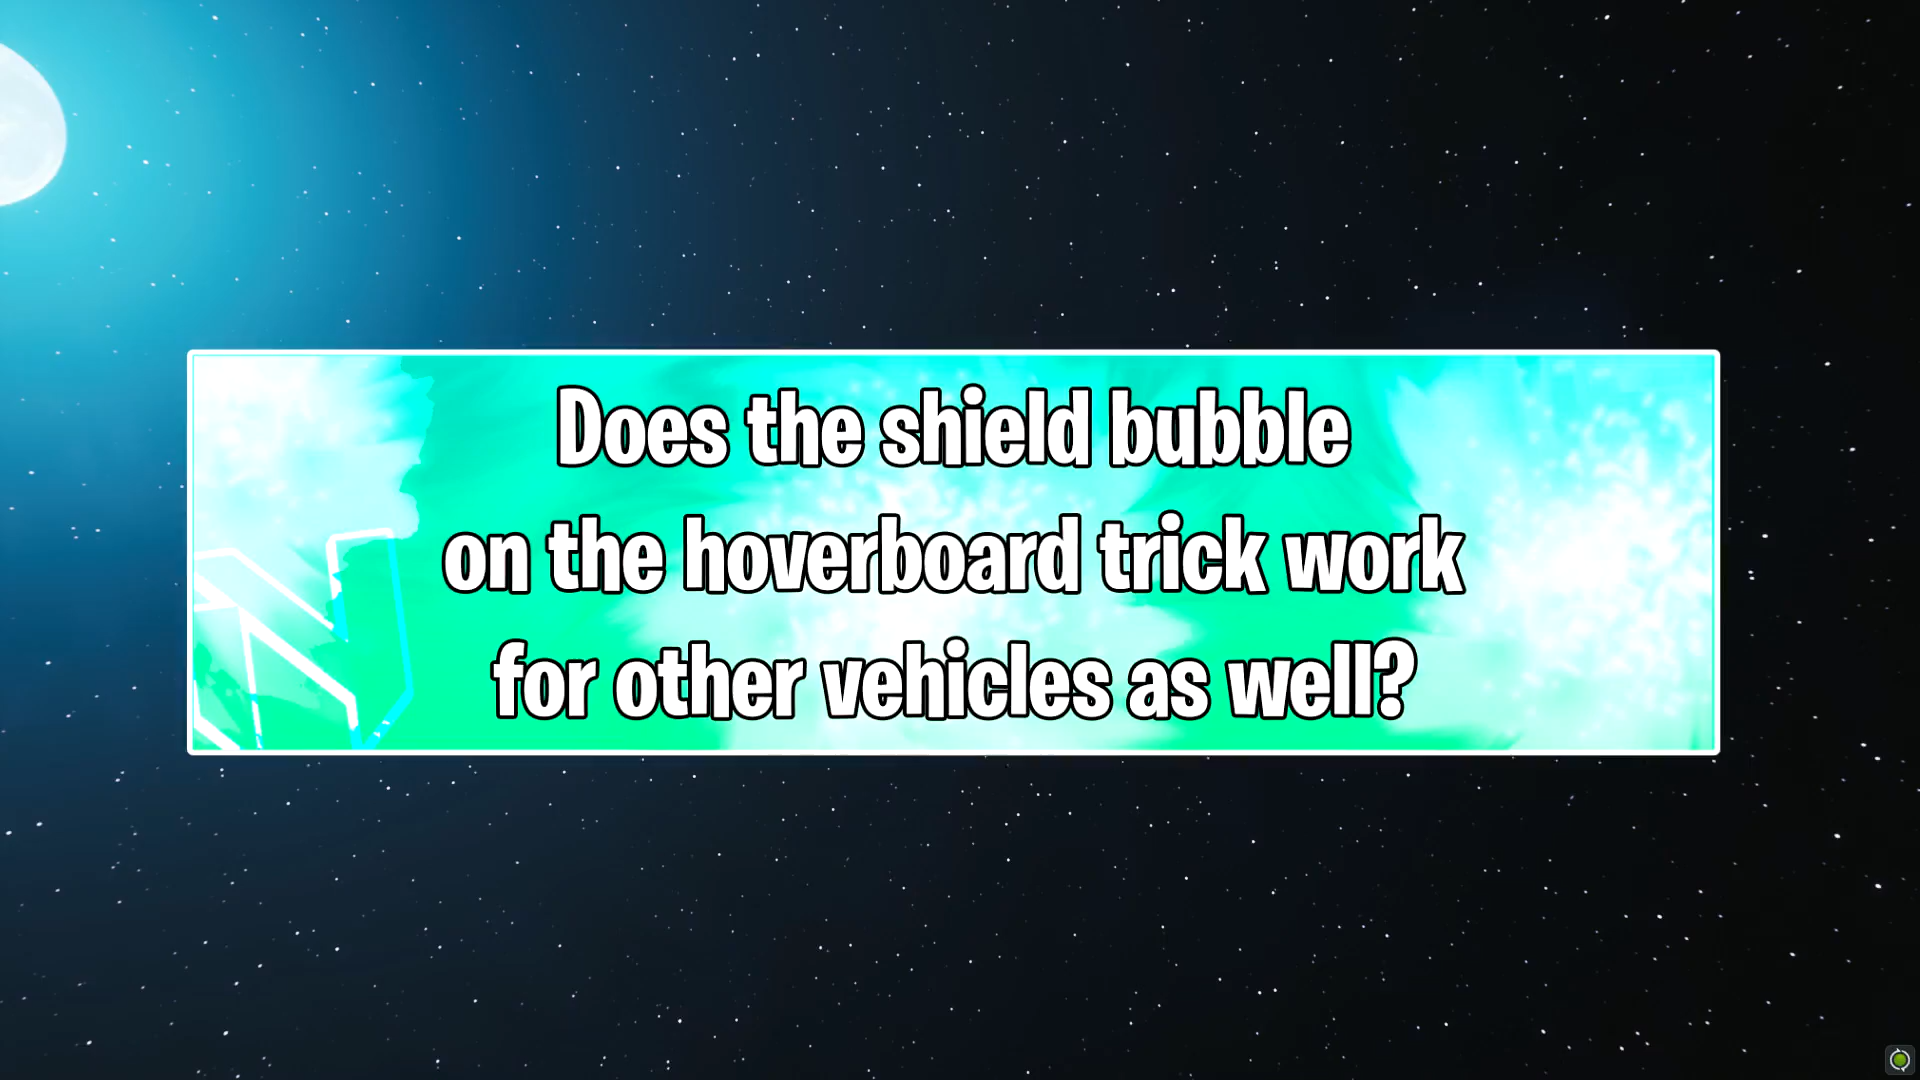 Does the shield bubble
on the hoverboard trick work
for other vehicles as well?